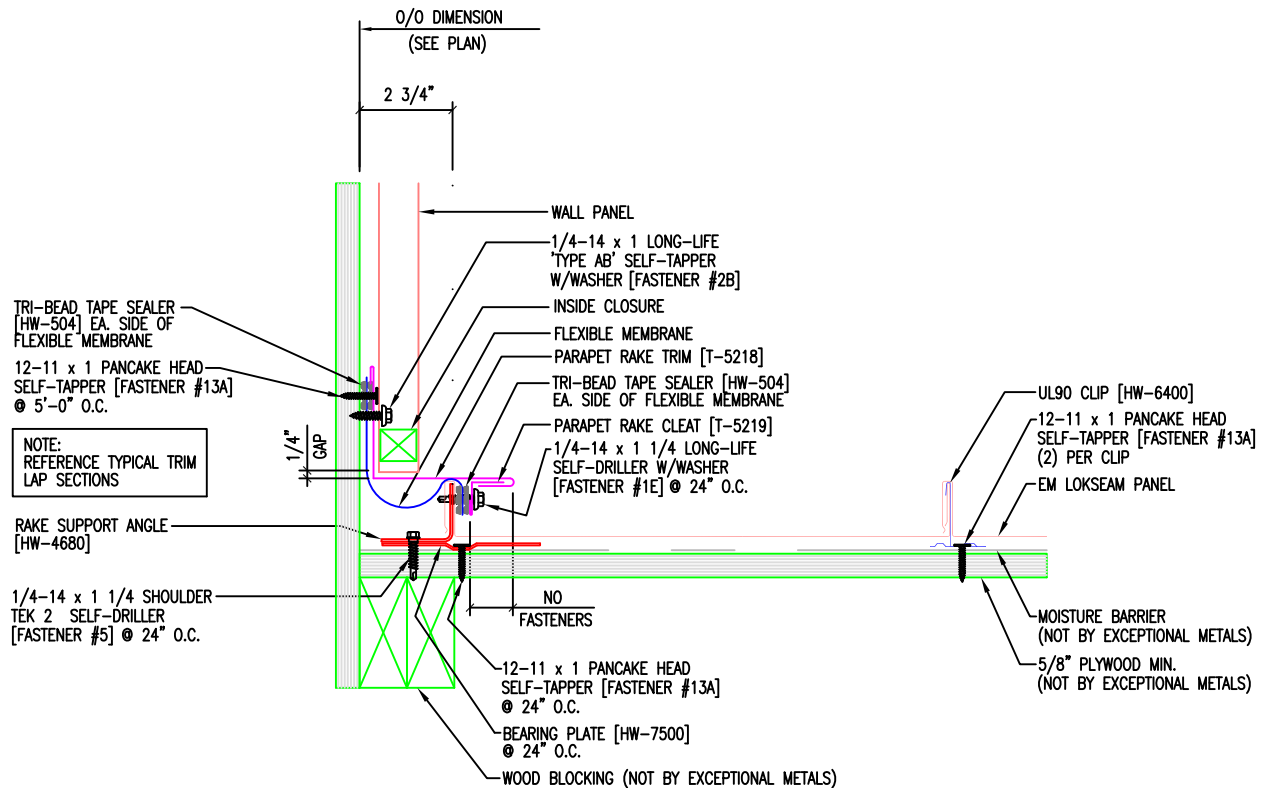 O/O DIMENSION
(SEE PLAN)
2 3/4"
WALL PANEL
1/4-14 x 1 LONG-LIFE
'TYPE AB' SELF-TAPPER
W/WASHER [FASTENER #2B]
INSIDE CLOSURE
FLEXIBLE MEMBRANE
PARAPET RAKE TRIM [T-5218]
TRI-BEAD TAPE SEALER [HW-504]
EA. SIDE OF FLEXIBLE MEMBRANE
PARAPET RAKE CLEAT [T-5219]
1/4-14 x 1 1/4 LONG-LIFE
SELF-DRILLER W/WASHER
[FASTENER #1E] @ 24" O.C.
TRI-BEAD TAPE SEALER
[HW-504] EA. SIDE OF
FLEXIBLE MEMBRANE
12-11 x 1 PANCAKE HEAD
SELF-TAPPER [FASTENER #13A]
@ 5'-0" O.C.
NOTE:
REFERENCE TYPICAL TRIM
LAP SECTIONS
1/4"
GAP
RAKE SUPPORT ANGLE
[HW-4680]
1/4-14 x 1 1/4 SHOULDER
TEK 2 SELF-DRILLER
[FASTENER #5] @ 24" O.C.
NO
FASTENERS
12-11 x 1 PANCAKE HEAD
SELF-TAPPER [FASTENER #13A]
@ 24" O.C.
BEARING PLATE [HW-7500]
@ 24" O.C.
WOOD BLOCKING (NOT BY EXCEPTIONAL METALS)
UL90 CLIP [HW-6400]
12-11 x 1 PANCAKE HEAD
SELF-TAPPER [FASTENER #13A]
(2) PER CLIP
EM LOKSEAM PANEL
MOISTURE BARRIER
(NOT BY EXCEPTIONAL METALS)
5/8" PLYWOOD MIN.
(NOT BY EXCEPTIONAL METALS)